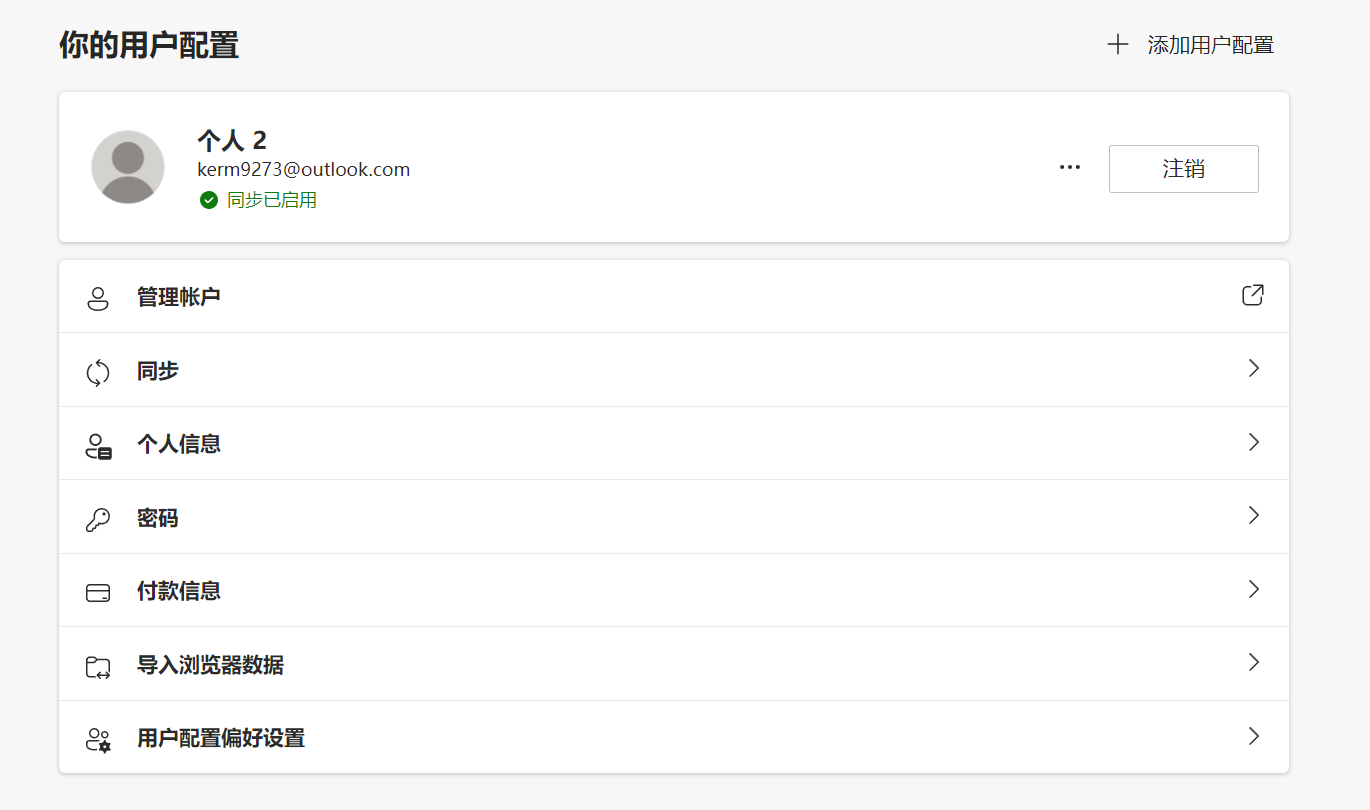 你的用户配置
添加用户配置
个人 2
kerm9273@outlook.com
同步已启用
注销
管理帐户
同步
个人信息
密码
付款信息
导入浏览器数据
用户配置偏好设置